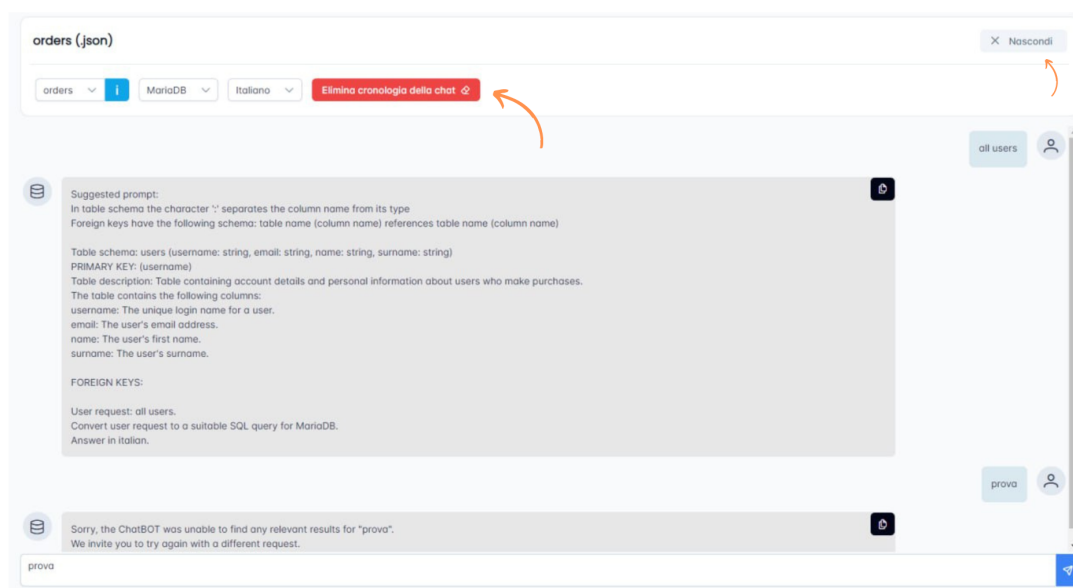 orders (.json)
Nascondi
orders
i
MariaDB
Italiano
Elimina cronologia della chat
all users
Suggested prompt:
In table schema the character ':' separates the column name from its type
Foreign keys have the following schema: table name (column name) references table name (column name)
Table schema: users (username: string, email: string, name: string, surname: string)
PRIMARY KEY: (username)
Table description: Table containing account details and personal information about users who make purchases.
The table contains the following columns:
username: The unique login name for a user.
email: The user's email address.
name: The user's first name.
surname: The user's surname.
FOREIGN KEYS:
User request: all users.
Convert user request to a suitable SQL query for MariaDB.
Answer in italian.
prova
Sorry, the ChatBOT was unable to find any relevant results for "prova".
We invite you to try again with a different request.
prova